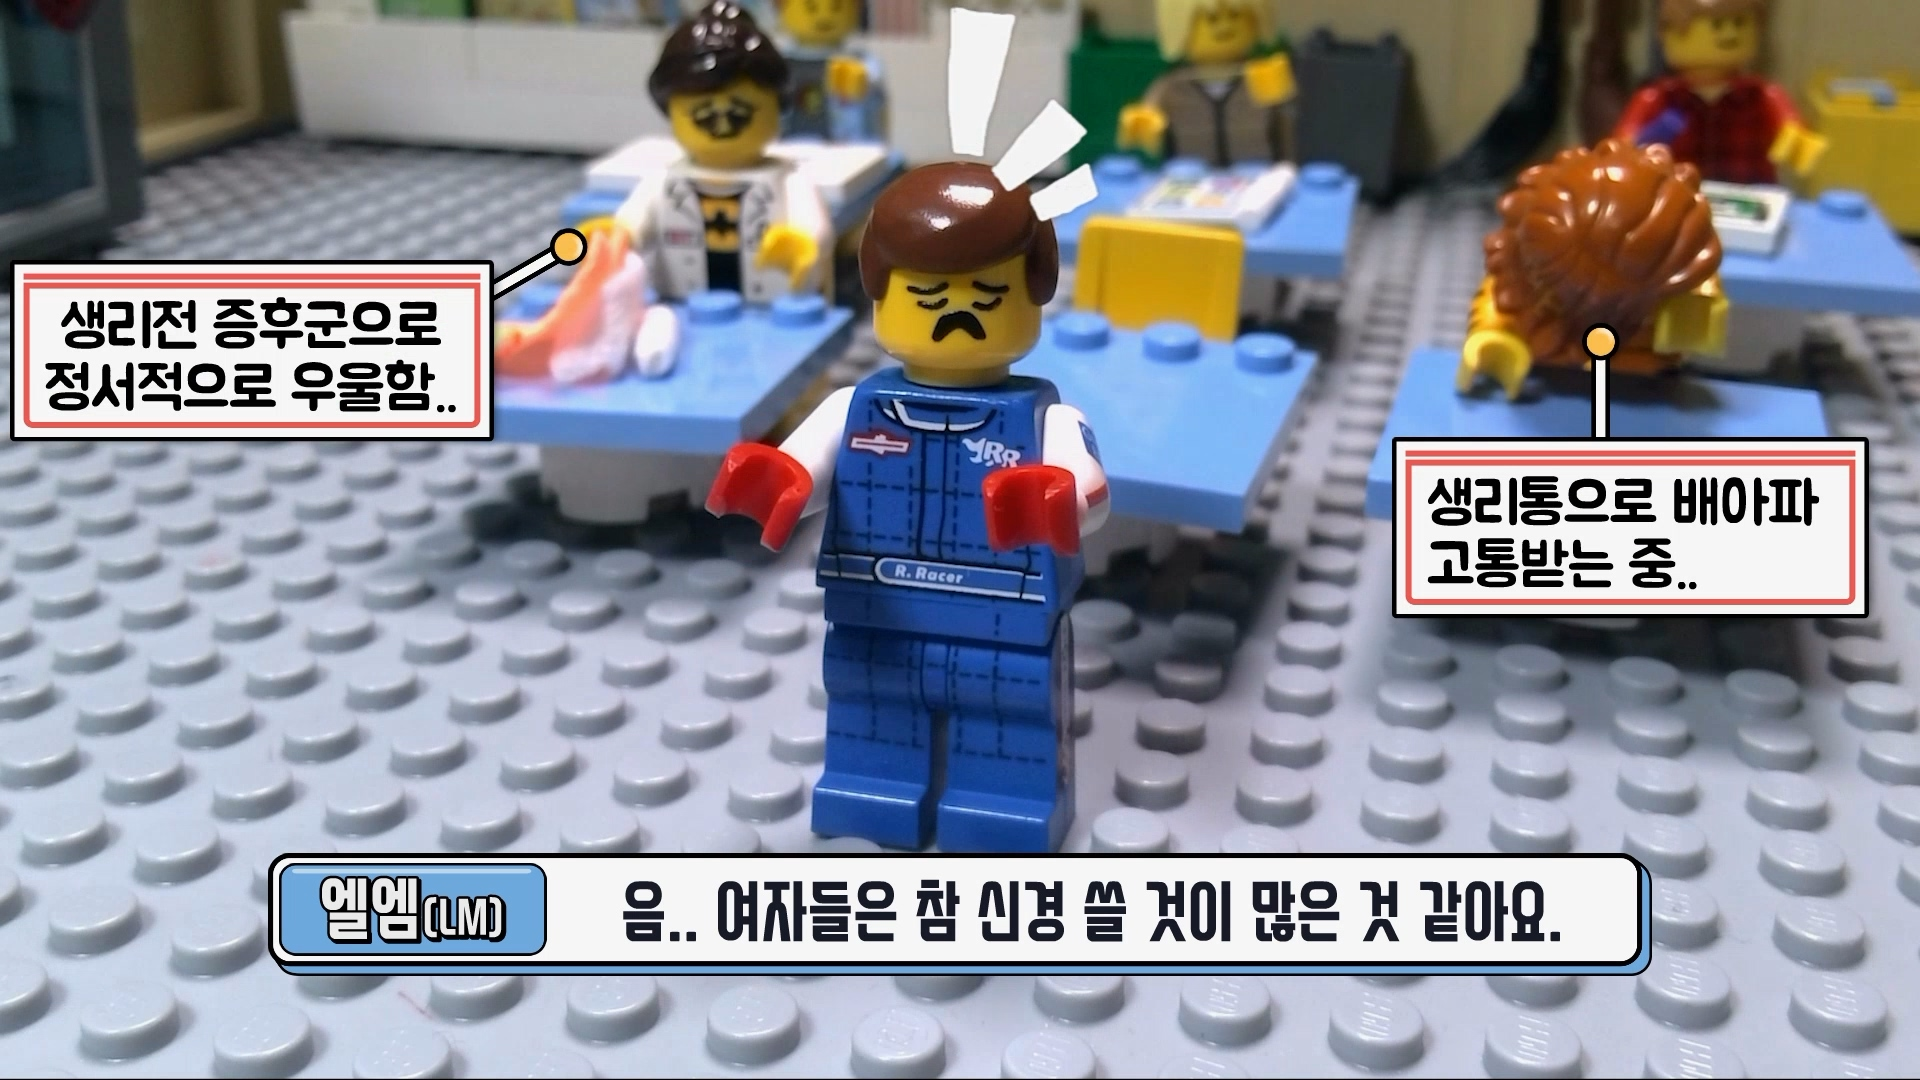 생리전 증후군으로
정서적으로 우울함..
YRR
R. Racer
생리통으로 배아파
고통받는 중..
엘엠(LM)
음.. 여자들은 참 신경 쓸 것이 많은 것 같아요.